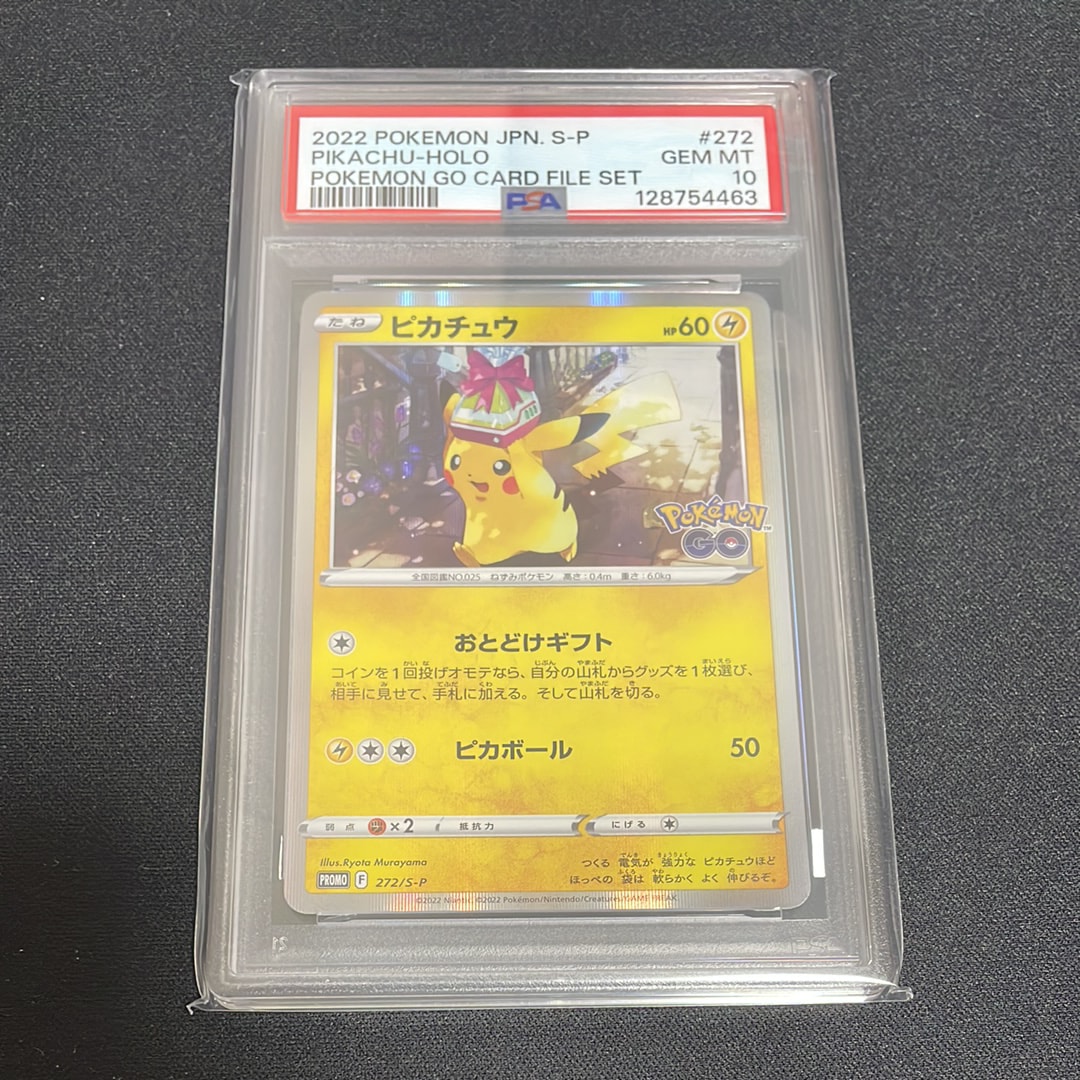 2022 POKEMON JPN. S-P #272
PIKACHU-HOLO GEM MT
POKEMON GO CARD FILE SET 10
PSA 128754463
たね ピカチュウ HP60
Pokémon GO
全国図鑑NO.025 ねずみポケモン 高さ:0.4m 重さ:6.0kg
おとどけギフト
コインを1回投げオモテなら、自分の山札からグッズを1枚選び、
相手に見せて、手札に加える。そして山札を切る。
ピカボール 50
弱点 ×2 抵抗力 にげる
Illus.Ryota Murayama
つくる 電気が 強力な ピカチュウほど
ほっぺの 袋は 軟らかく よく 伸びるぞ。
PROMO F 272/S-P
©2022 Niantic. ©2022 Pokémon/Nintendo/Creatures/GAME FREAK